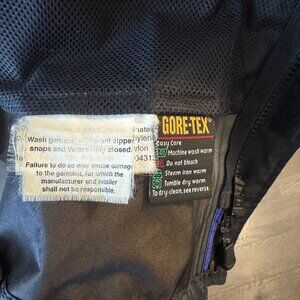 Wash garment with front zipper
snaps and Velcro fully closed.
Failure to do so may cause damage
to the garment, for which the
manufacturer and retailer
shall not be responsible.
GORE-TEX
Easy Care
Machine wash warm
Do not bleach
Steam iron warm
Tumble dry warm
To dry clean, see reverse.